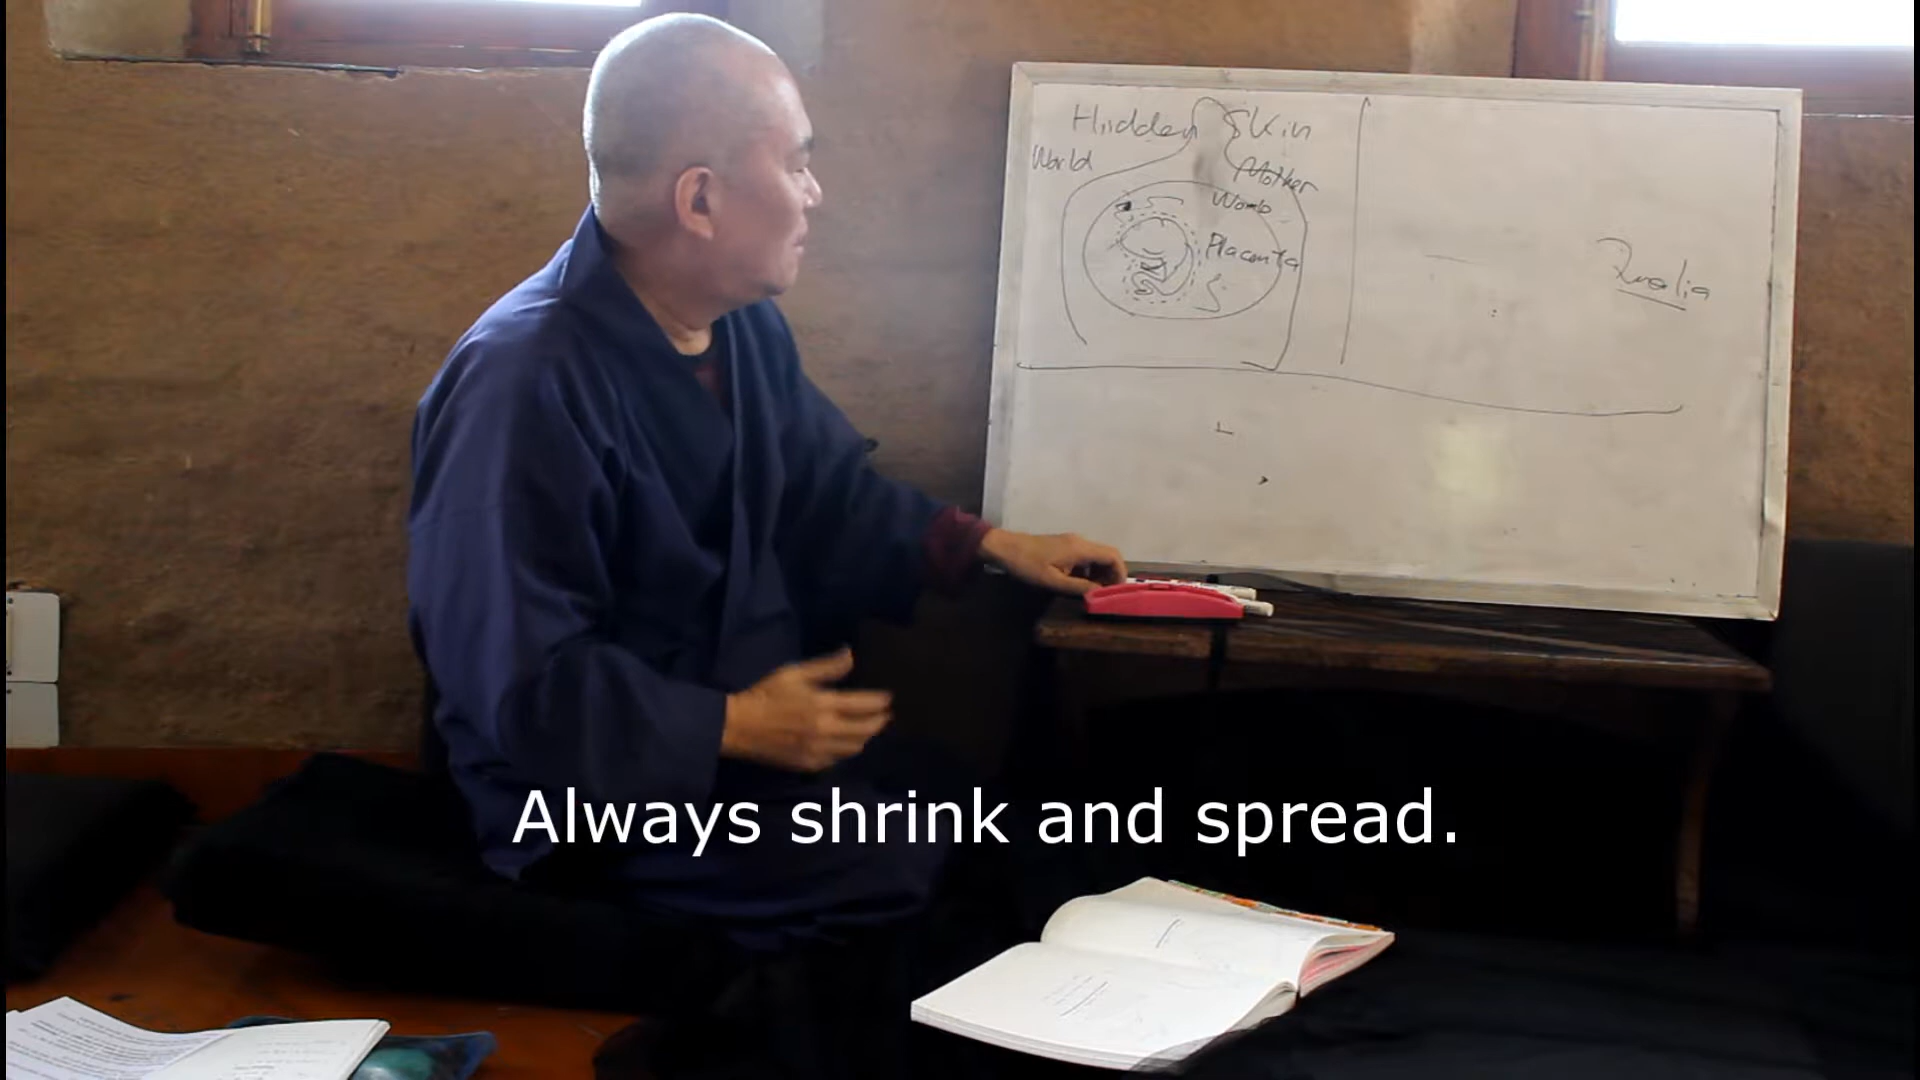 Hidden Skin
World
Mother
Womb
Placenta
Qualia
Always shrink and spread.